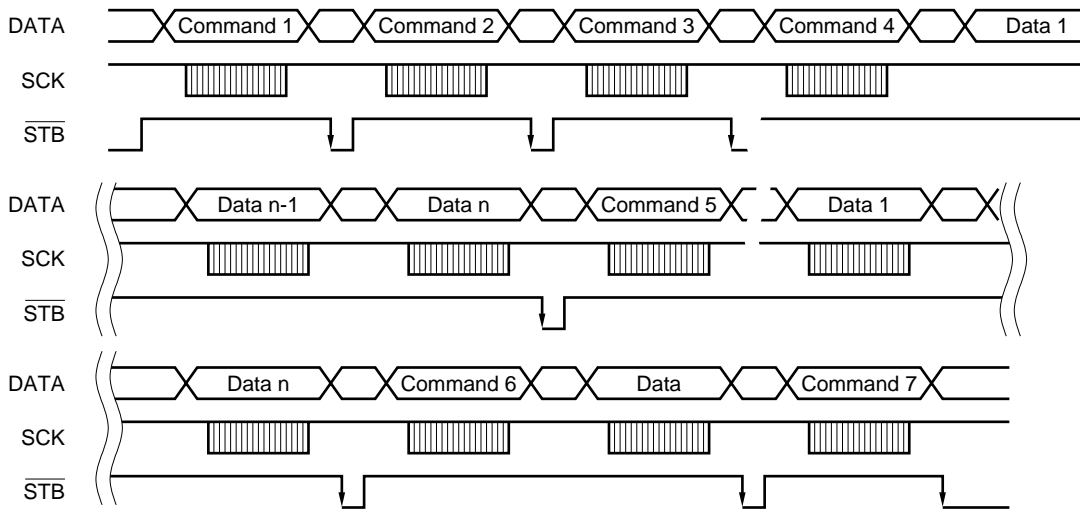 DATA Command 1 Command 2 Command 3 Command 4 Data 1
SCK
STB
DATA Data n-1 Data n Command 5 Data 1
SCK
STB
DATA Data n Command 6 Data Command 7
SCK
STB